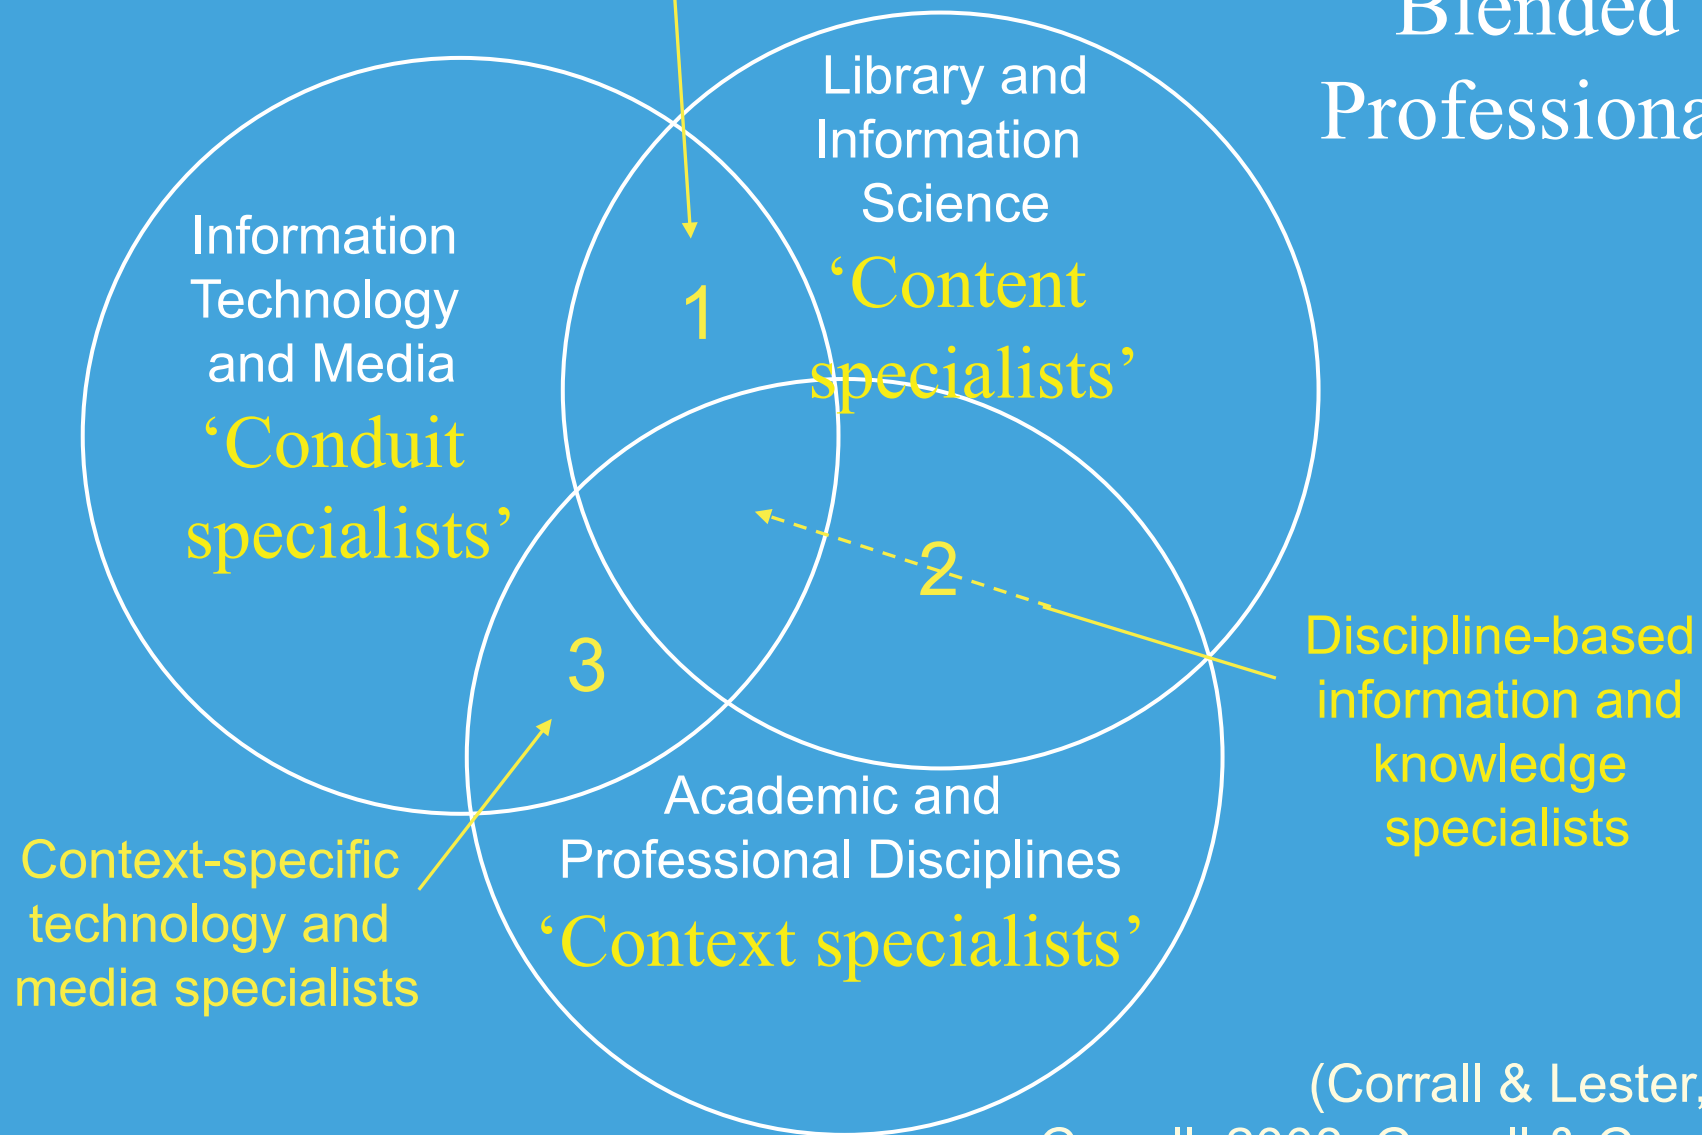 Blended
Library and
Information
Science
‘Content
specialists’
Information
Technology
and Media
‘Conduit
specialists’
1
2
3
Discipline-based
information and
knowledge
specialists
Context-specific
technology and
media specialists
Academic and
Professional Disciplines
‘Context specialists’
(Corrall & Lester,